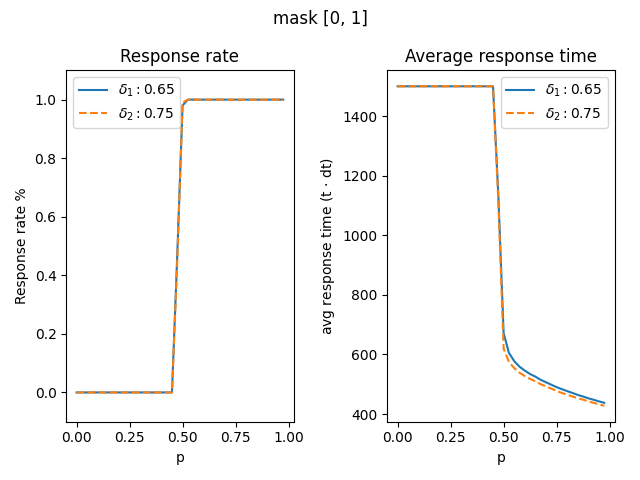 mask [0, 1]
Response rate
δ₁ : 0.65
δ₂ : 0.75
Response rate %
1.0
0.8
0.6
0.4
0.2
0.0
0.00 0.25 0.50 0.75 1.00
p
Average response time
δ₁ : 0.65
δ₂ : 0.75
avg response time (t · dt)
1400
1200
1000
800
600
400
0.00 0.25 0.50 0.75 1.00
p